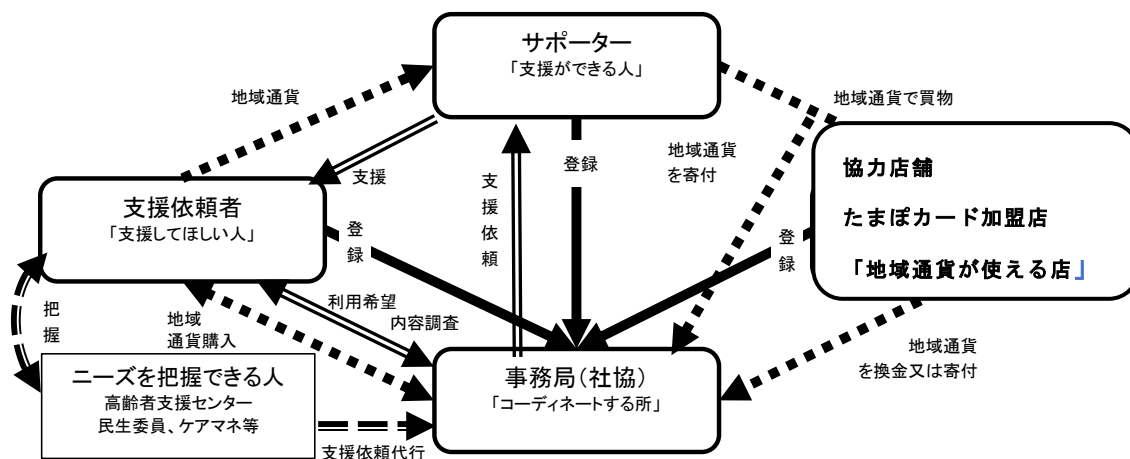 サポーター
「支援ができる人」
地域通貨
地域通貨で買物
支援
支援依頼
登録
地域通貨
を寄付
協力店舗
たまぽカード加盟店
「地域通貨が使える店」
支援依頼者
「支援してほしい人」
登録
登録
把握
利用希望
内容調査
地域
通貨購入
地域通貨
を換金又は寄付
ニーズを把握できる人
高齢者支援センター
民生委員、ケアマネ等
事務局（社協）
「コーディネートする所」
支援依頼代行